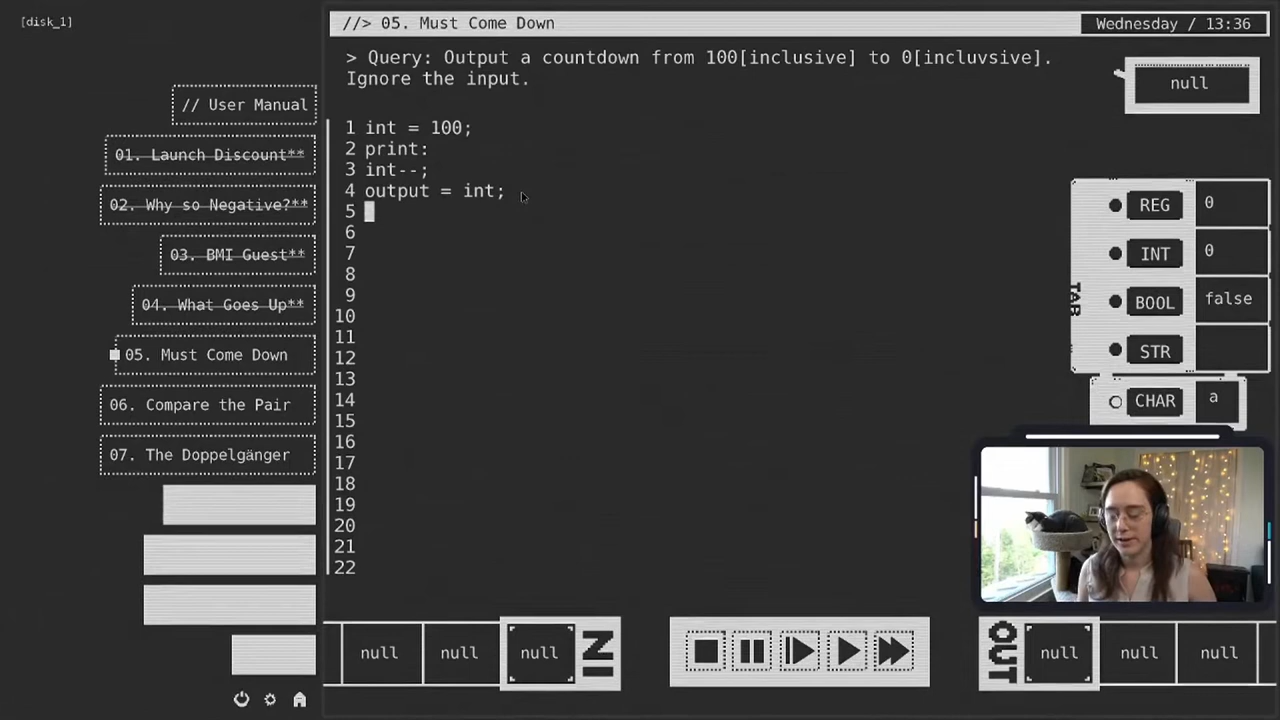 [disk_1]
//> 05. Must Come Down
Wednesday / 13:36
> Query: Output a countdown from 100[inclusive] to 0[incluvsive].
Ignore the input.
null
// User Manual
01. Launch Discount**
02. Why so Negative?**
03. BMI Guest**
04. What Goes Up**
05. Must Come Down
06. Compare the Pair
07. The Doppelgänger
1 int = 100;
2 print:
3 int--;
4 output = int;
5
6
7
8
9
10
11
12
13
14
15
16
17
18
19
20
21
22
TAB
REG 0
INT 0
BOOL false
STR
CHAR a
null null null IN
OUT null null null